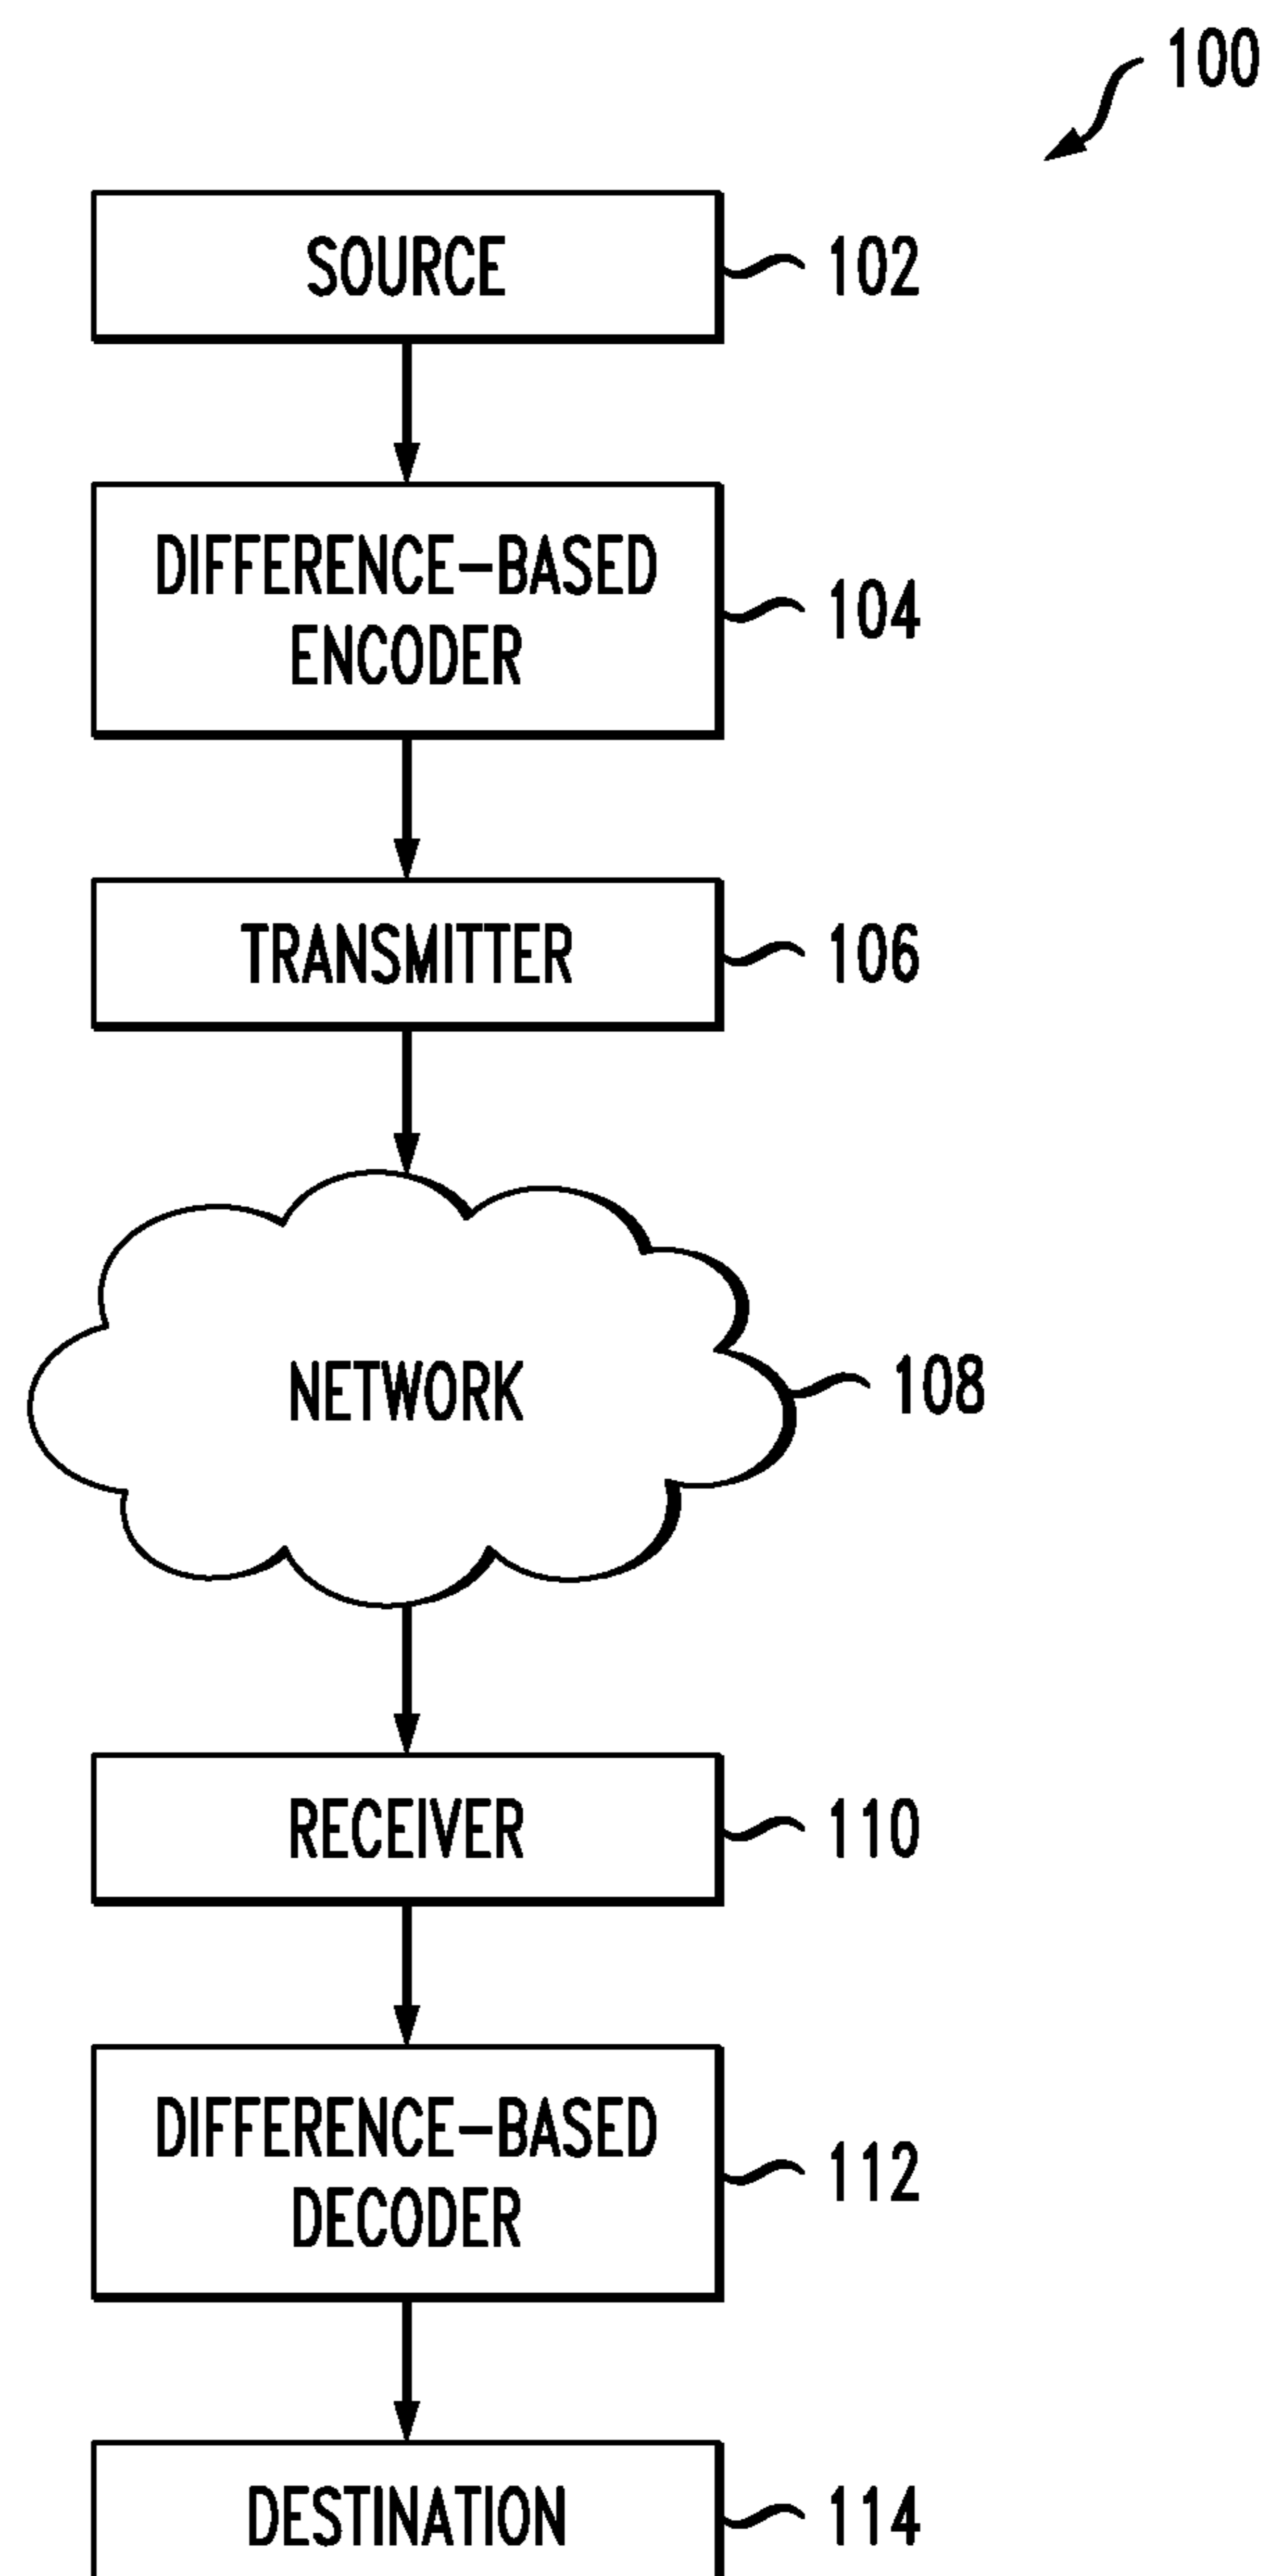 100
SOURCE
102
DIFFERENCE-BASED
ENCODER
104
TRANSMITTER
106
NETWORK
108
RECEIVER
110
DIFFERENCE-BASED
DECODER
112
DESTINATION
114